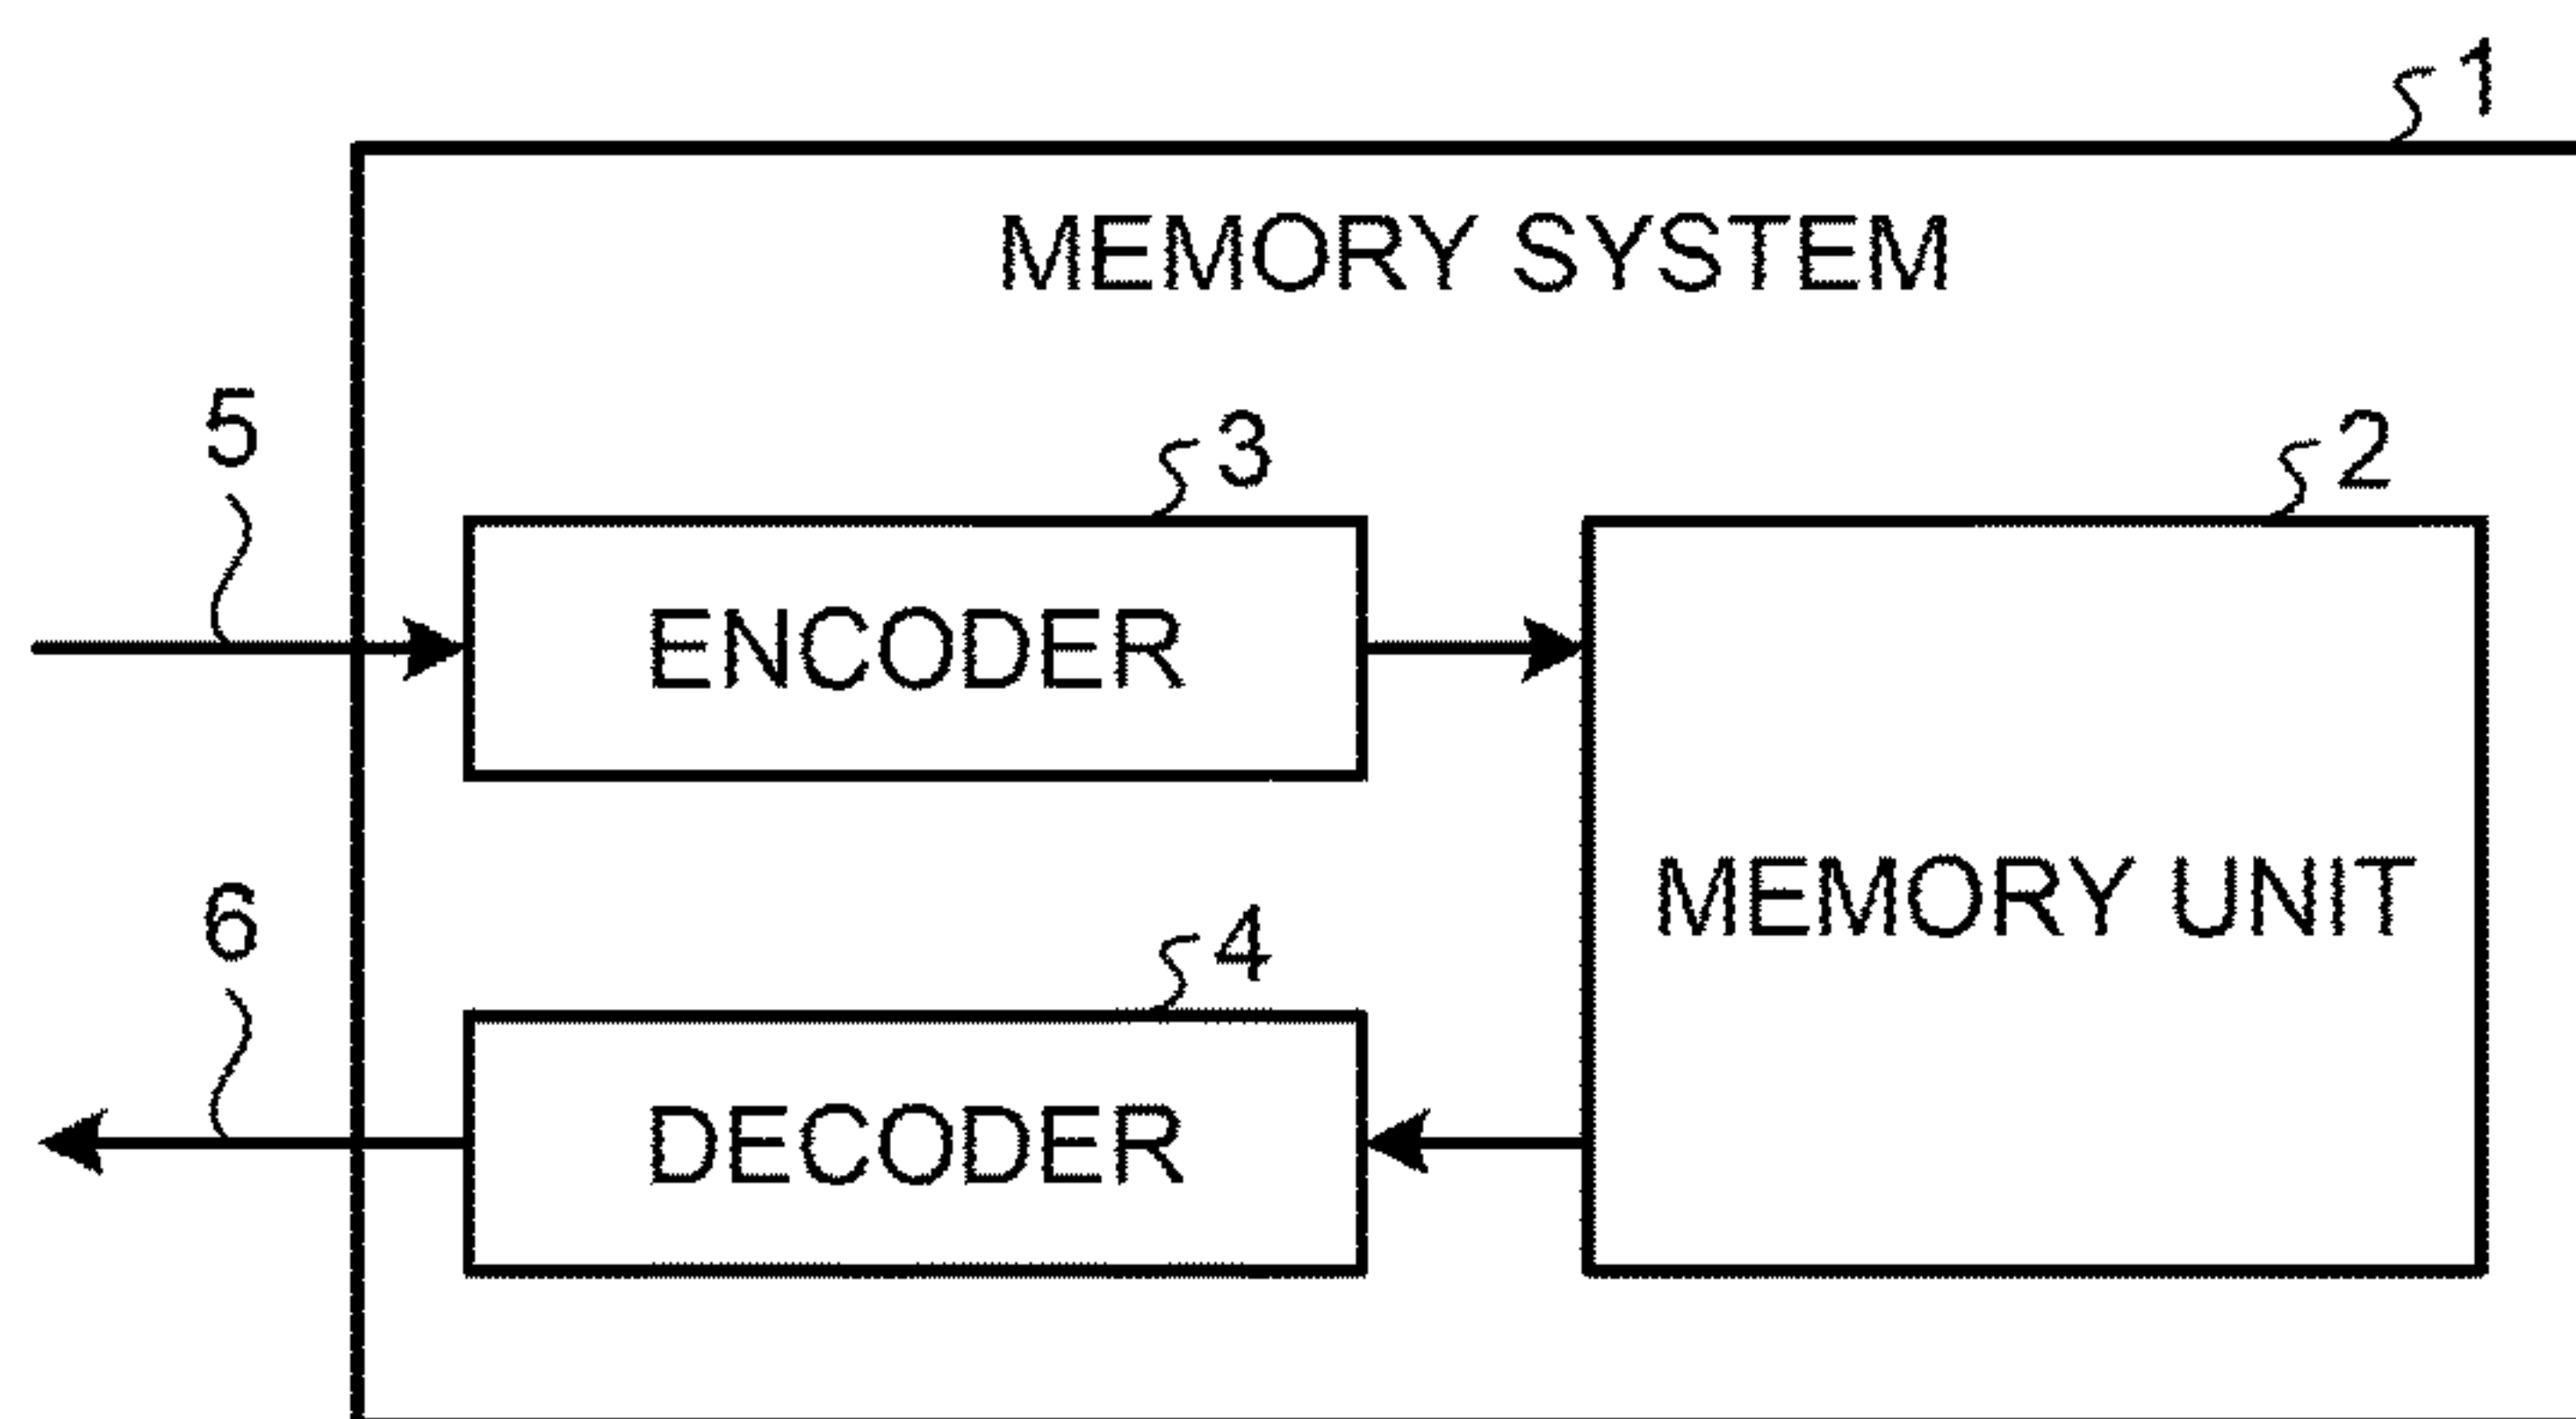 1
MEMORY SYSTEM
5
3
2
ENCODER
MEMORY UNIT
6
4
DECODER